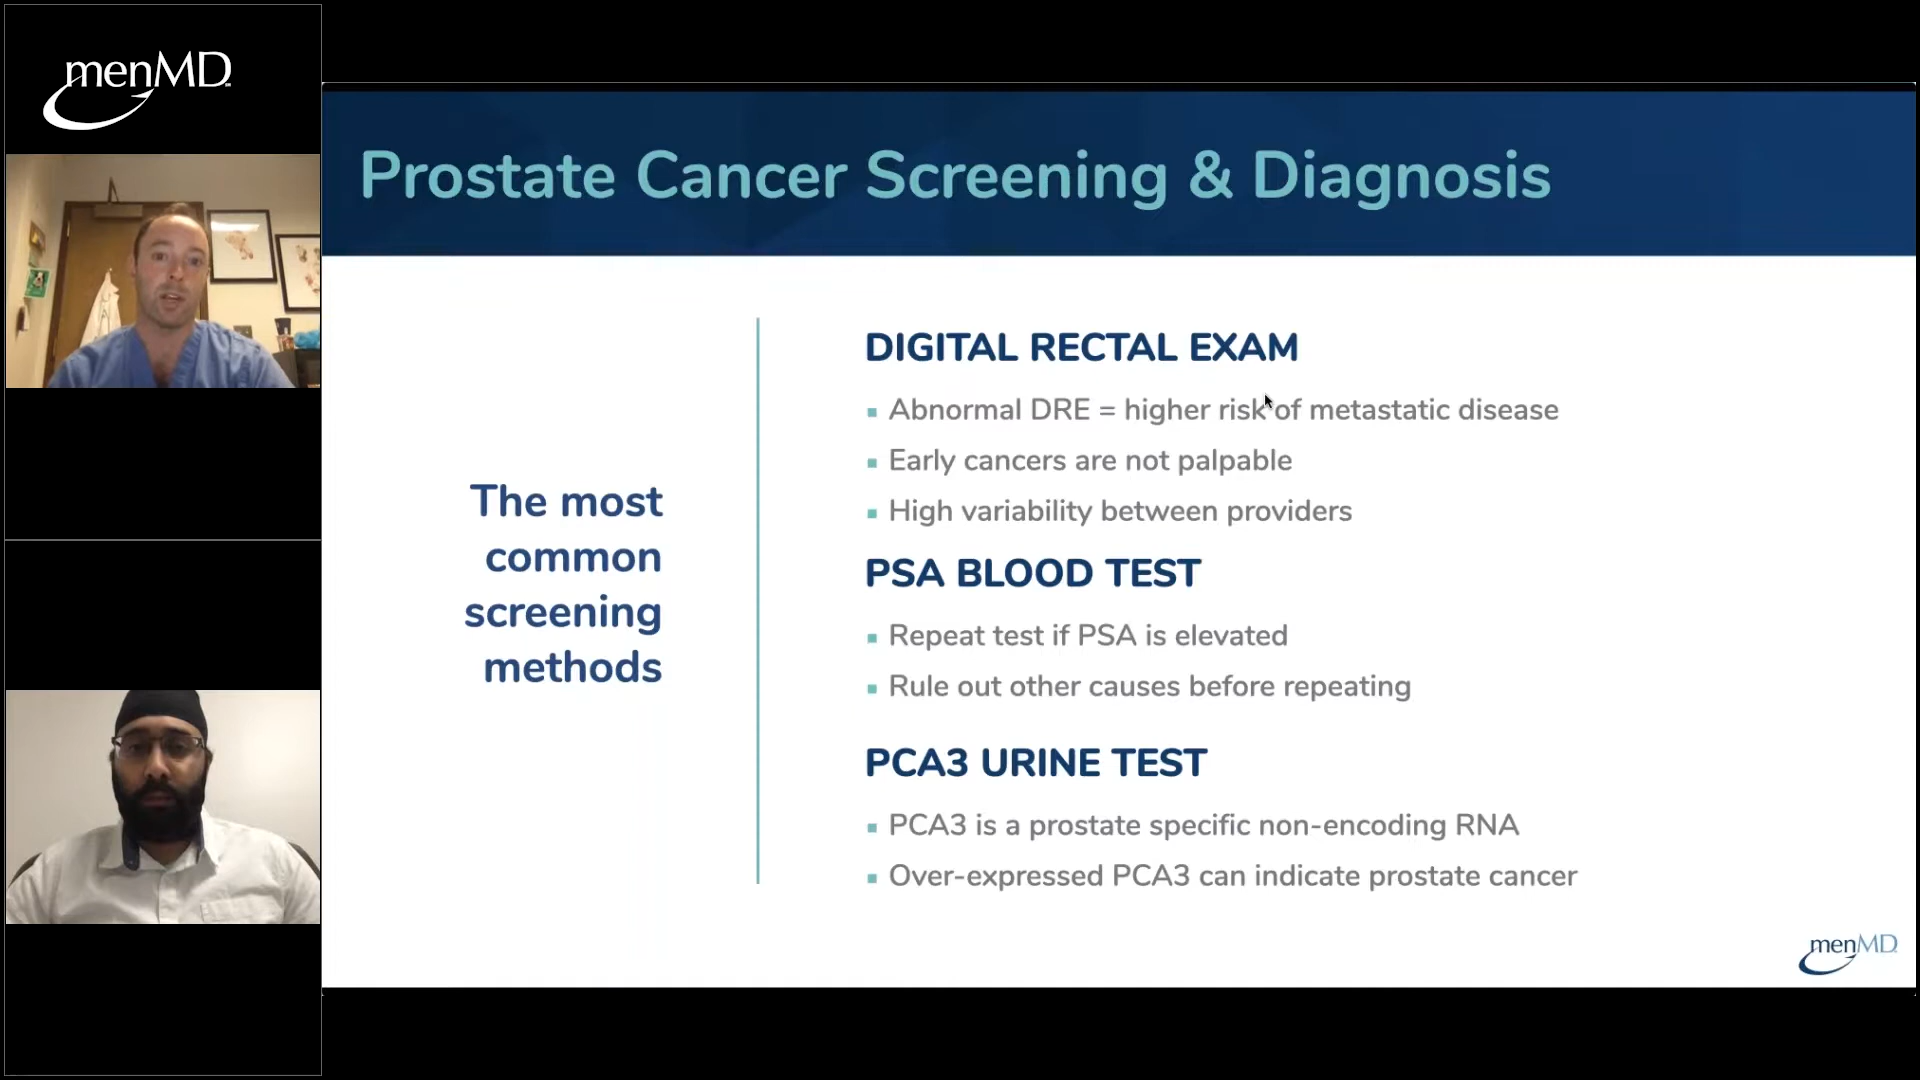 menMD
Prostate Cancer Screening & Diagnosis
The most
common
screening
methods
DIGITAL RECTAL EXAM
▪ Abnormal DRE = higher risk of metastatic disease
▪ Early cancers are not palpable
▪ High variability between providers
PSA BLOOD TEST
▪ Repeat test if PSA is elevated
▪ Rule out other causes before repeating
PCA3 URINE TEST
▪ PCA3 is a prostate specific non-encoding RNA
▪ Over-expressed PCA3 can indicate prostate cancer
menMD